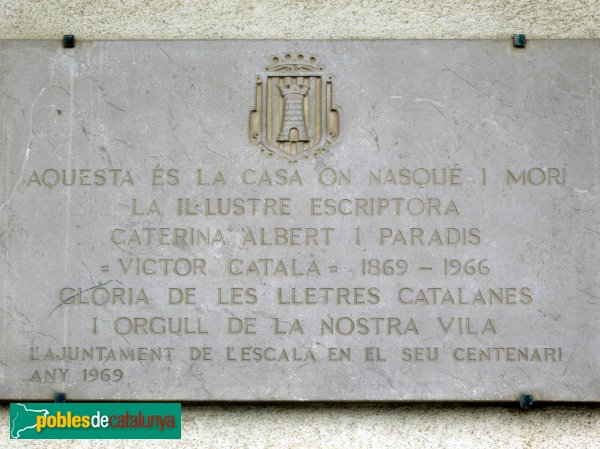 AQUESTA ÉS LA CASA ON NASQUÉ I MORÍ
LA IL·LUSTRE ESCRIPTORA
CATERINA ALBERT I PARADÍS
= VÍCTOR CATALÀ = 1869 - 1966
GLÒRIA DE LES LLETRES CATALANES
I ORGULL DE LA NOSTRA VILA
L'AJUNTAMENT DE L'ESCALA EN EL SEU CENTENARI
ANY 1969
poblesdecatalunya